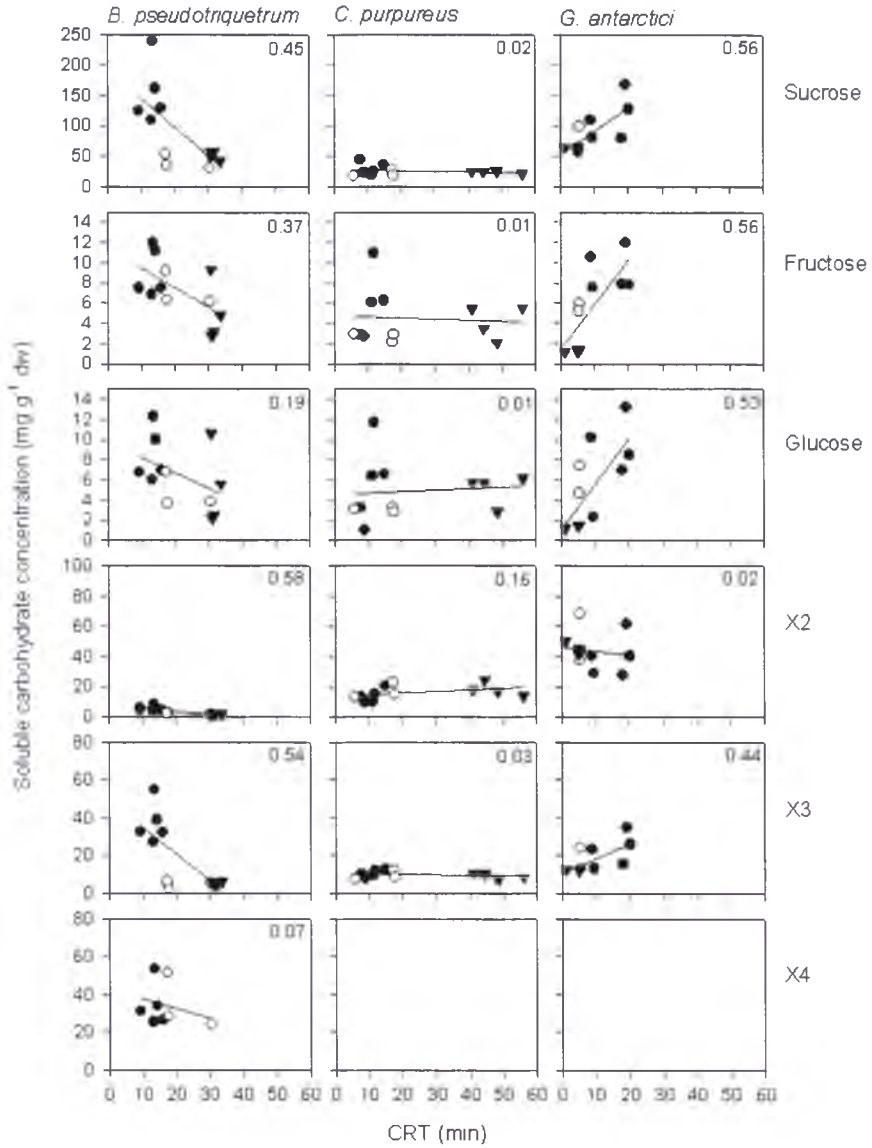 B. pseudotriquetrum C. purpureus G. antarctici
250 0.45 0.02 0.56
200
150 Sucrose
100
50
0
14 0.37 0.01 0.56
12
10 Fructose
8
6
4
2
0
14 0.19 0.01 0.53
12
10 Glucose
8
6
4
2
0
100 0.58 0.15 0.02
80
60 X2
40
20
0
80 0.54 0.03 0.44
60
40 X3
20
0
80 0.07
60
40 X4
20
0
0 10 20 30 40 50 60 0 10 20 30 40 50 60 0 10 20 30 40 50 60
CRT (min)
Soluble carbohydrate concentration (mg g⁻¹ dw)